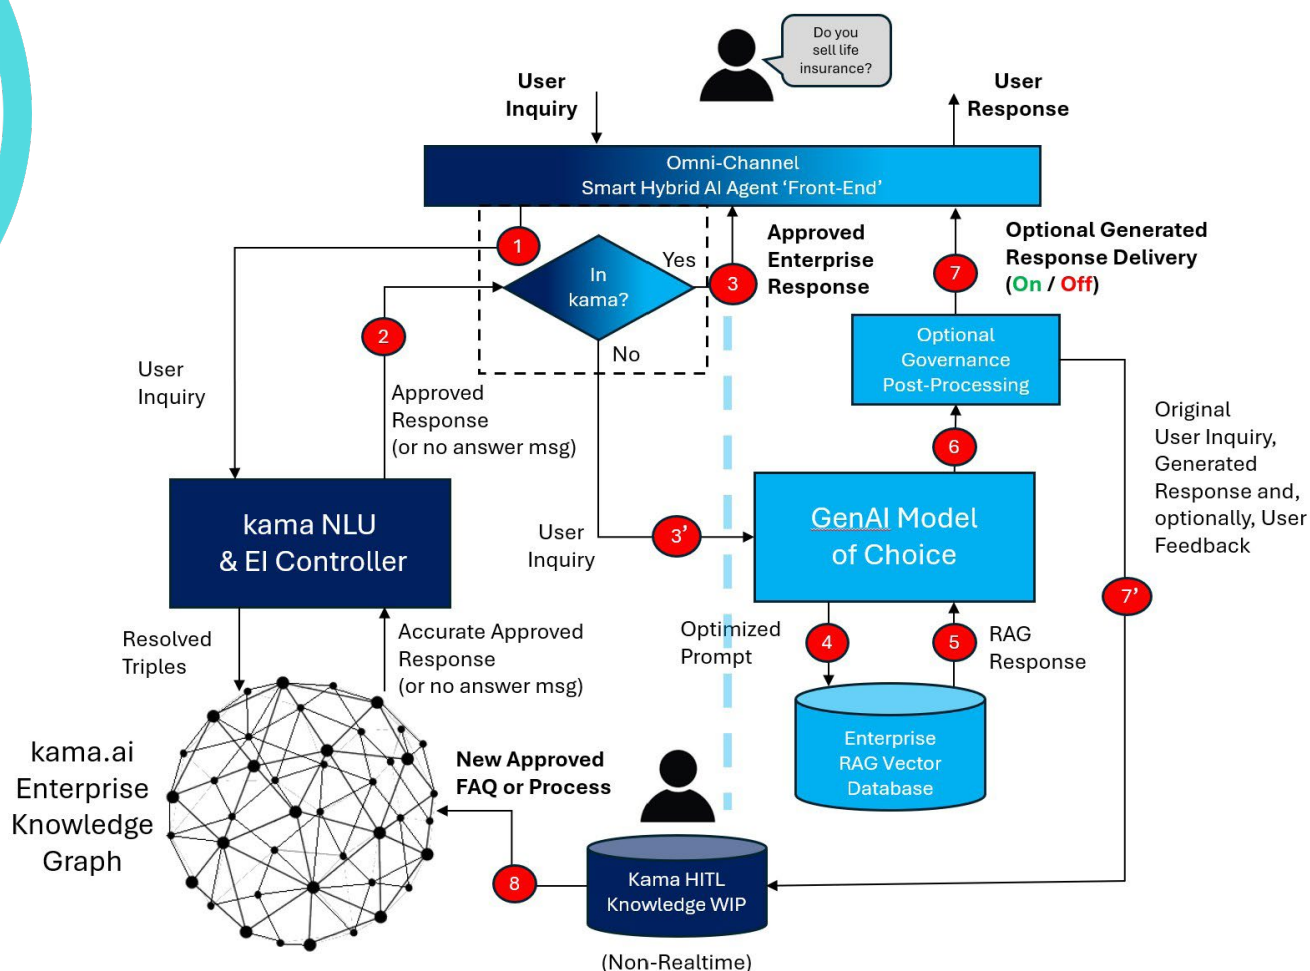 Do you
sell life
insurance?
User
Inquiry
User
Response
Omni-Channel
Smart Hybrid AI Agent ‘Front-End’
1
In
kama?
Yes
No
3
Approved
Enterprise
Response
7
Optional Generated
Response Delivery
(On / Off)
2
User
Inquiry
Approved
Response
(or no answer msg)
Optional
Governance
Post-Processing
6
Original
User Inquiry,
Generated
Response and,
optionally, User
Feedback
kama NLU
& EI Controller
User
Inquiry
3’
GenAI Model
of Choice
7’
Resolved
Triples
Accurate Approved
Response
(or no answer msg)
Optimized
Prompt
4
5
RAG
Response
Enterprise
RAG Vector
Database
kama.ai
Enterprise
Knowledge
Graph
New Approved
FAQ or Process
8
Kama HITL
Knowledge WIP
(Non-Realtime)